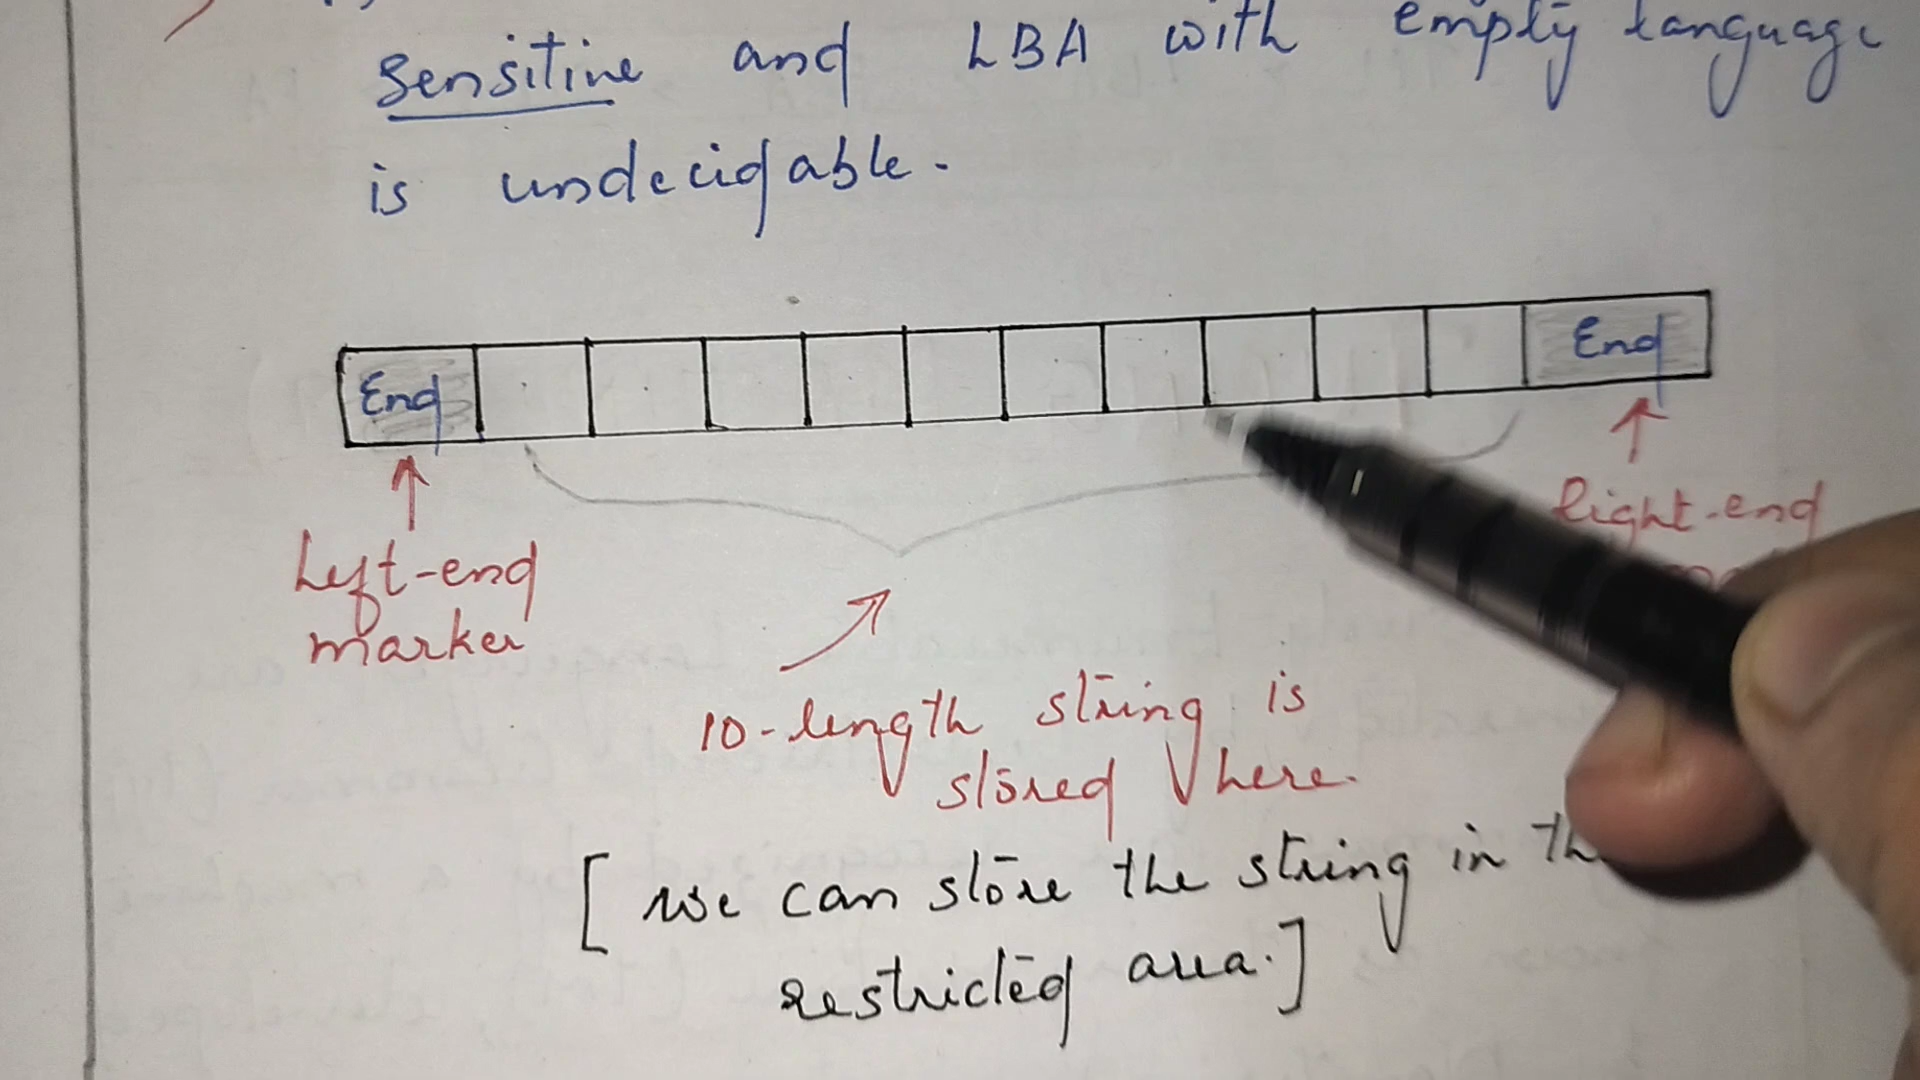 sensitive and LBA with empty language
is undecidable.
End End
Left-end
marker
Right-end
10-length string is
stored here.
[ we can store the string in
restricted area.]